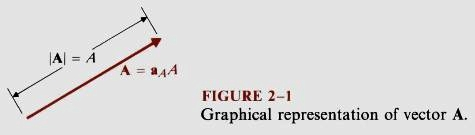 |A| = A
A = a_A A
FIGURE 2–1
Graphical representation of vector A.